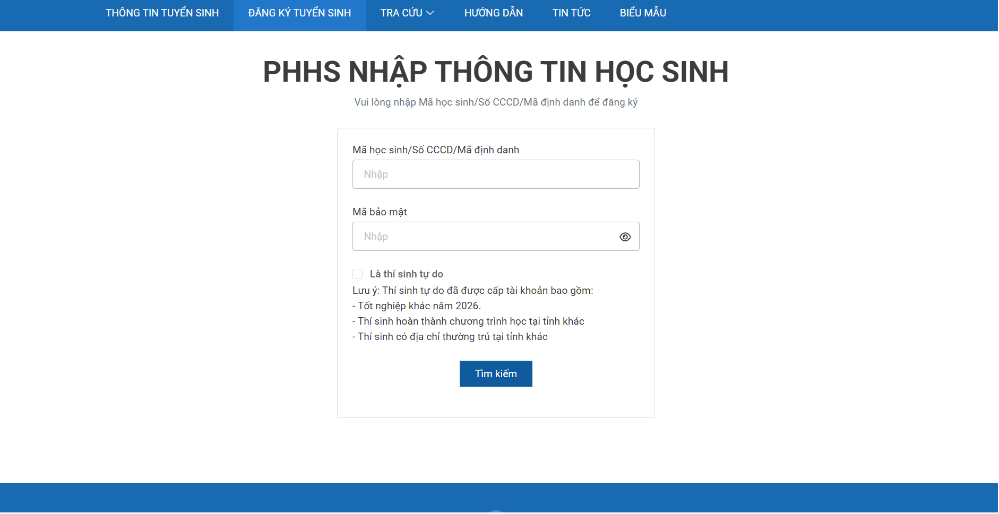 THÔNG TIN TUYỂN SINH ĐĂNG KÝ TUYỂN SINH TRA CỨU HƯỚNG DẪN TIN TỨC BIỂU MẪU
PHHS NHẬP THÔNG TIN HỌC SINH
Vui lòng nhập Mã học sinh/Số CCCD/Mã định danh để đăng ký
Mã học sinh/Số CCCD/Mã định danh
Nhập
Mã bảo mật
Nhập
Là thí sinh tự do
Lưu ý: Thí sinh tự do đã được cấp tài khoản bao gồm:
- Tốt nghiệp khác năm 2026.
- Thí sinh hoàn thành chương trình học tại tỉnh khác
- Thí sinh có địa chỉ thường trú tại tỉnh khác
Tìm kiếm